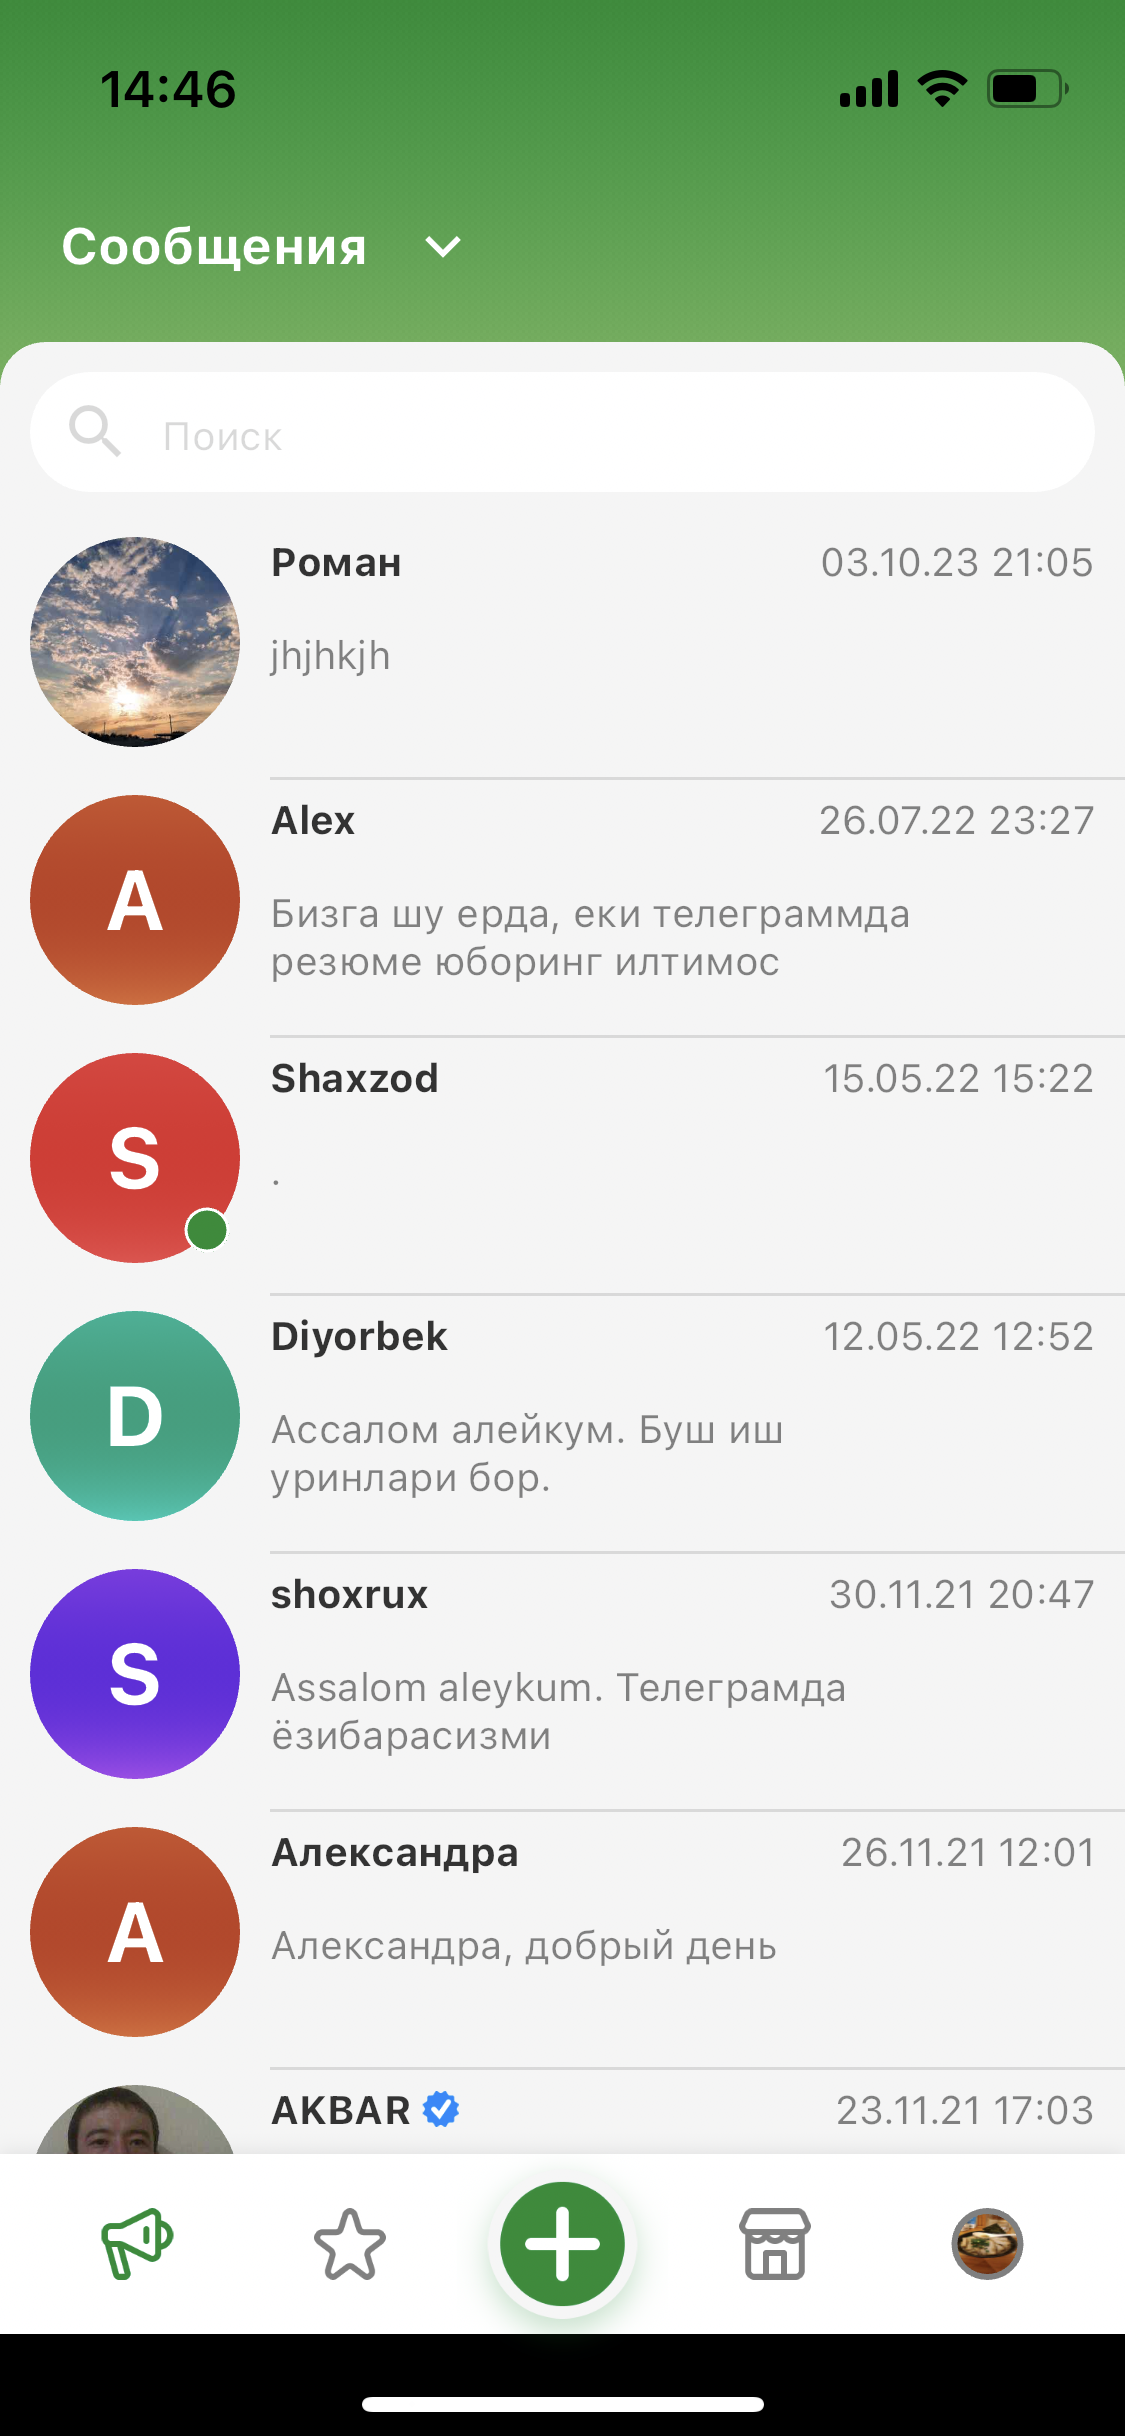 14:46
Сообщения
Поиск
Роман 03.10.23 21:05
jhjhkjh
A
Alex 26.07.22 23:27
Бизга шу ерда, еки телеграммда
резюме юборинг илтимос
S
Shaxzod 15.05.22 15:22
.
D
Diyorbek 12.05.22 12:52
Ассалом алейкум. Буш иш
уринлари бор.
S
shoxrux 30.11.21 20:47
Assalom aleykum. Телеграмда
ёзибарасизми
А
Александра 26.11.21 12:01
Александра, добрый день
AKBAR 23.11.21 17:03